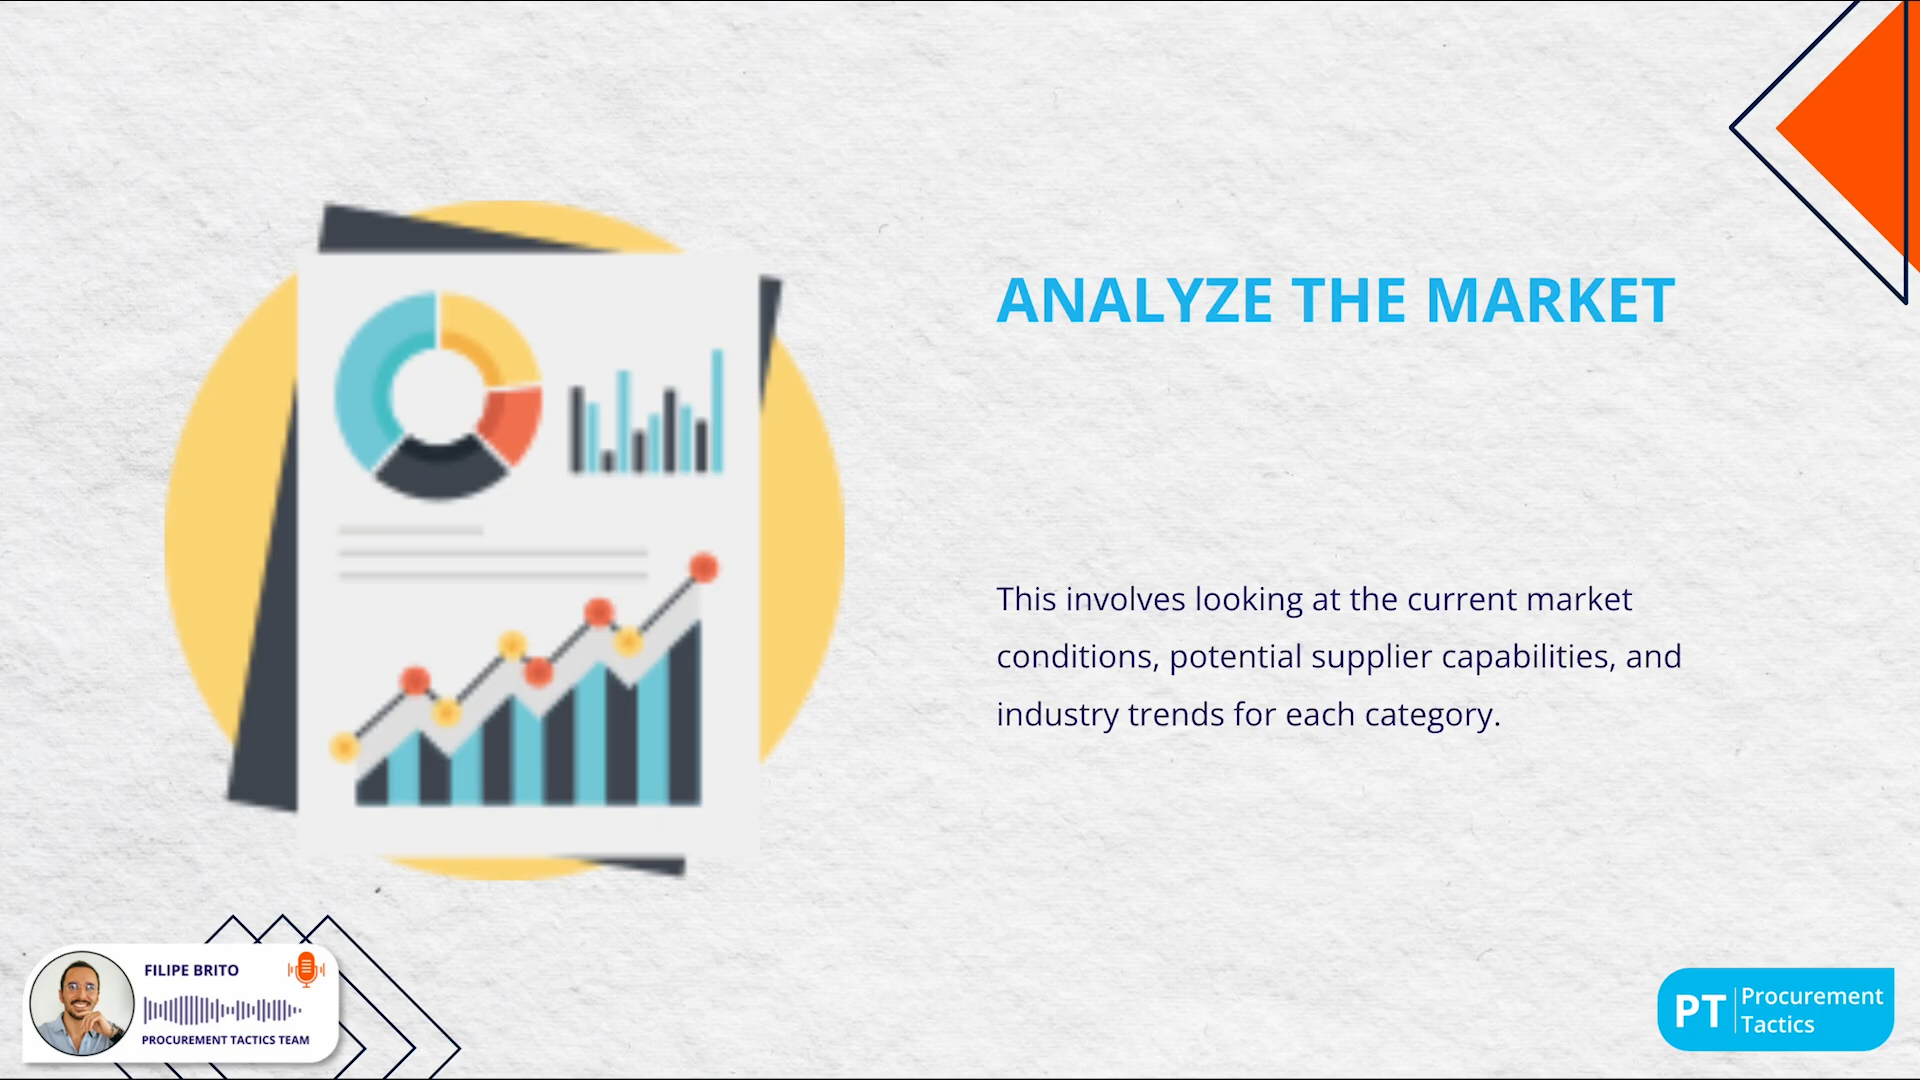 ANALYZE THE MARKET
This involves looking at the current market
conditions, potential supplier capabilities, and
industry trends for each category.
FILIPE BRITO
PROCUREMENT TACTICS TEAM
PT Procurement
Tactics